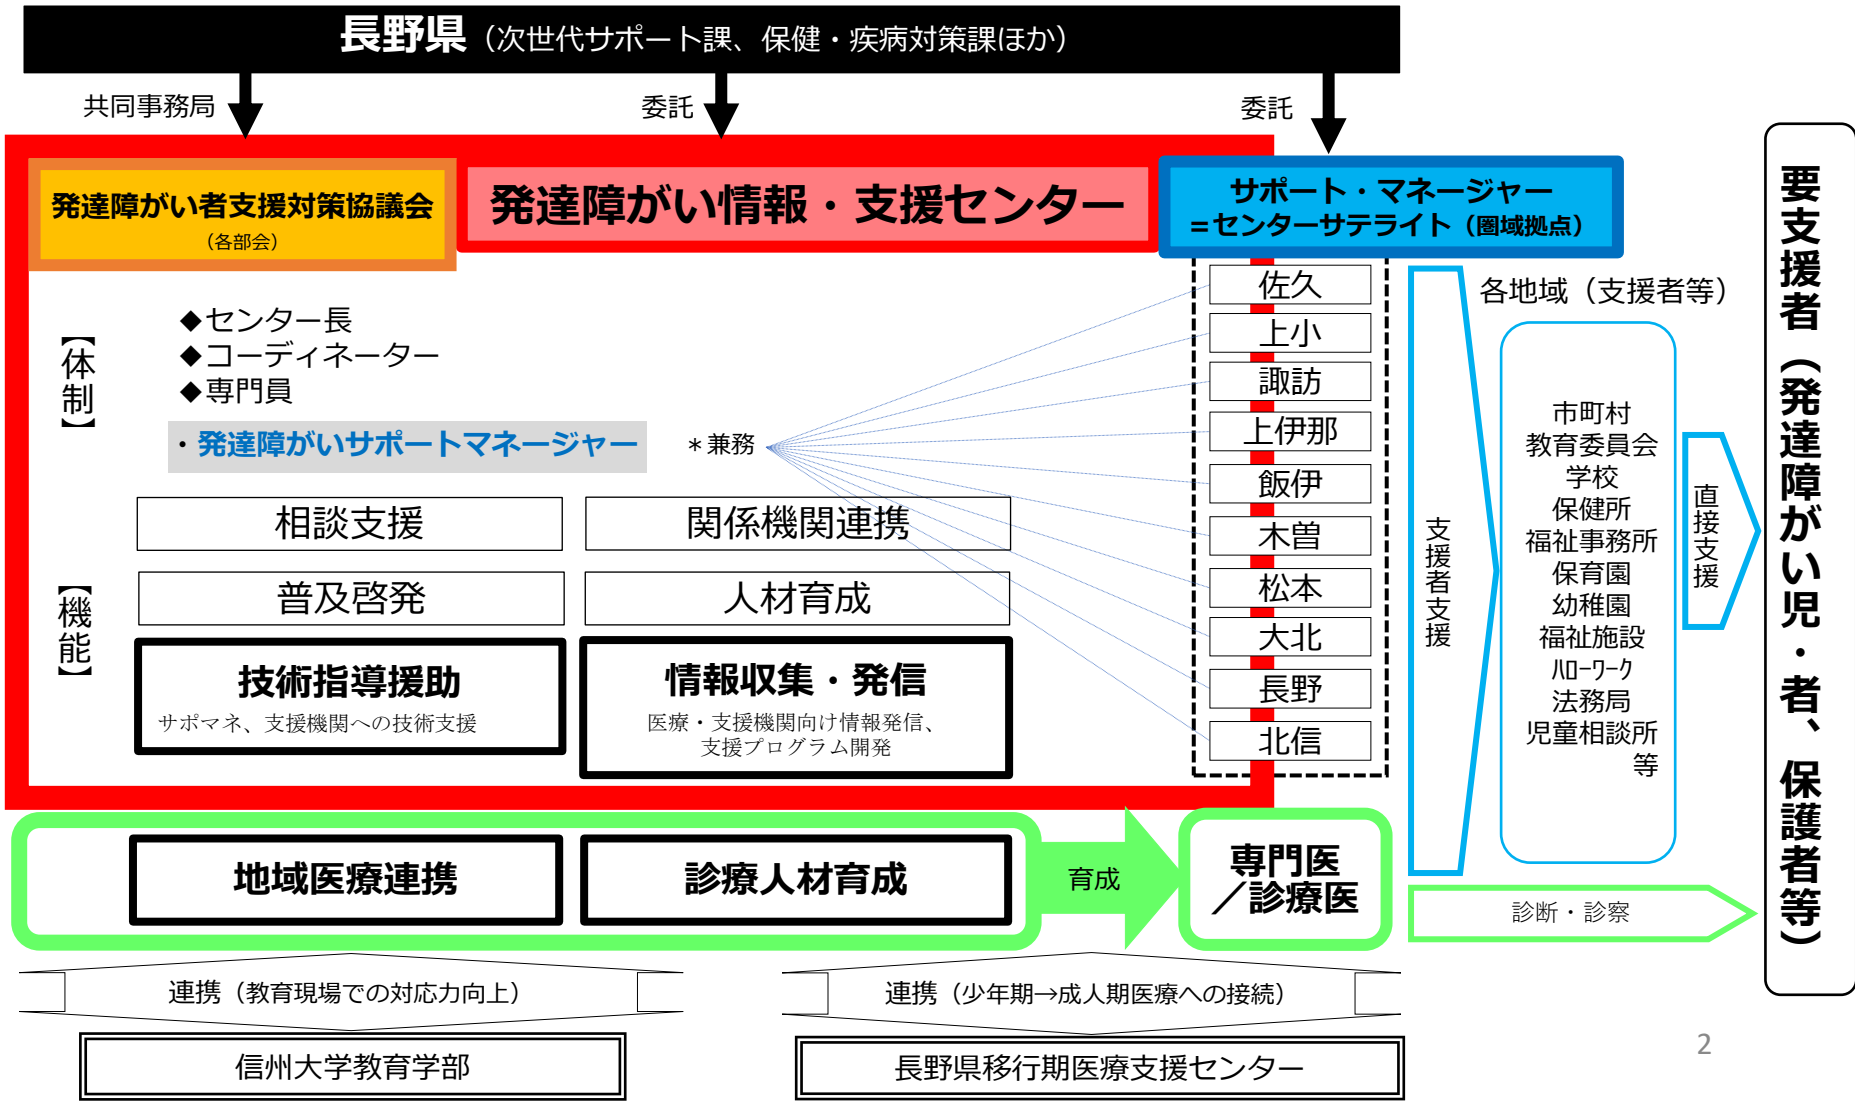 長野県（次世代サポート課、保健・疾病対策課ほか）
共同事務局
委託
委託
発達障がい者支援対策協議会
（各部会）
発達障がい情報・支援センター
サポート・マネージャー
＝センターサテライト（圏域拠点）
【体制】
◆センター長
◆コーディネーター
◆専門員
・発達障がいサポートマネージャー
＊兼務
佐久
上小
諏訪
上伊那
飯伊
木曽
松本
大北
長野
北信
【機能】
相談支援
関係機関連携
普及啓発
人材育成
技術指導援助
サポマネ、支援機関への技術支援
情報収集・発信
医療・支援機関向け情報発信、
支援プログラム開発
支援者支援
各地域（支援者等）
市町村
教育委員会
学校
保健所
福祉事務所
保育園
幼稚園
福祉施設
ﾊﾛｰﾜｰｸ
法務局
児童相談所
等
直接支援
要支援者（発達障がい児・者、保護者等）
地域医療連携
診療人材育成
育成
専門医
／診療医
診断・診察
連携（教育現場での対応力向上）
連携（少年期→成人期医療への接続）
信州大学教育学部
長野県移行期医療支援センター
2